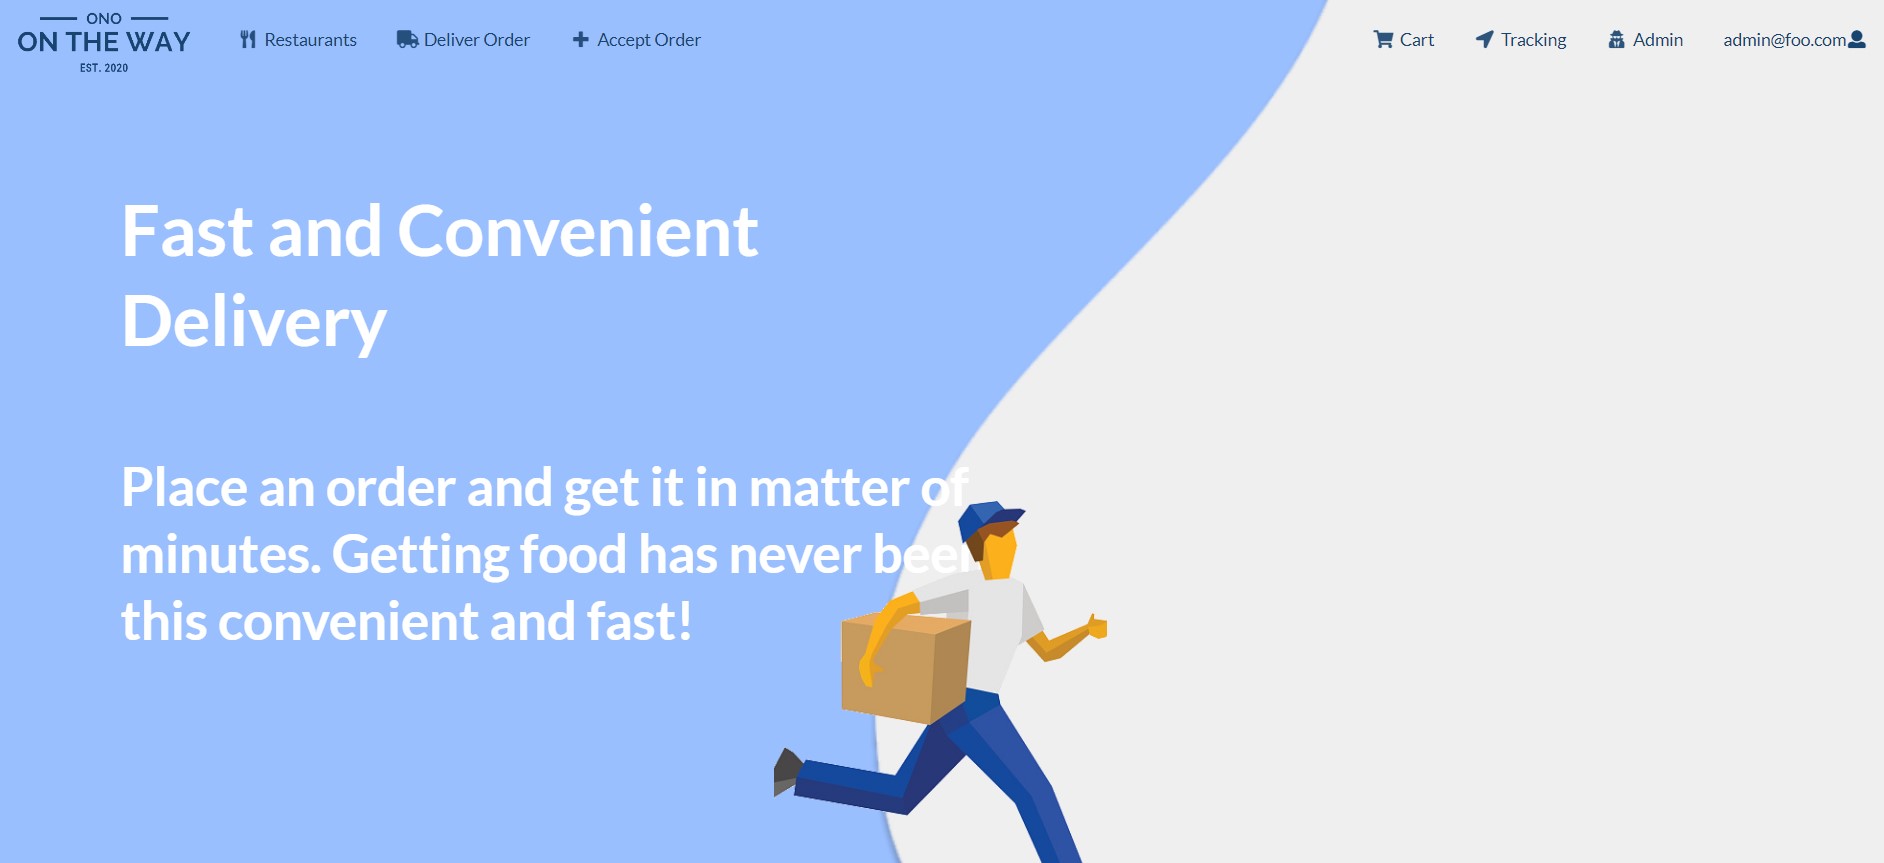 ONO
ON THE WAY
EST. 2020
Restaurants
Deliver Order
Accept Order
Cart
Tracking
Admin
admin@foo.com
Fast and Convenient
Delivery
Place an order and get it in matter of
minutes. Getting food has never been
this convenient and fast!